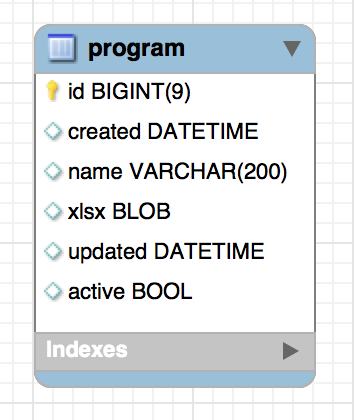 program
id BIGINT(9)
created DATETIME
name VARCHAR(200)
xlsx BLOB
updated DATETIME
active BOOL
Indexes